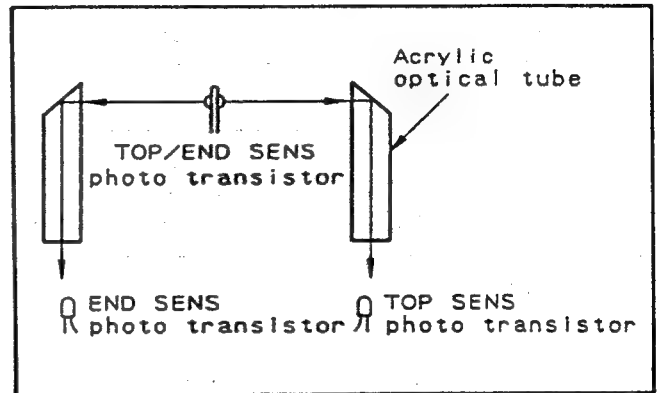 Acrylic
optical tube
TOP/END SENS
photo transistor
END SENS
photo transistor
TOP SENS
photo transistor